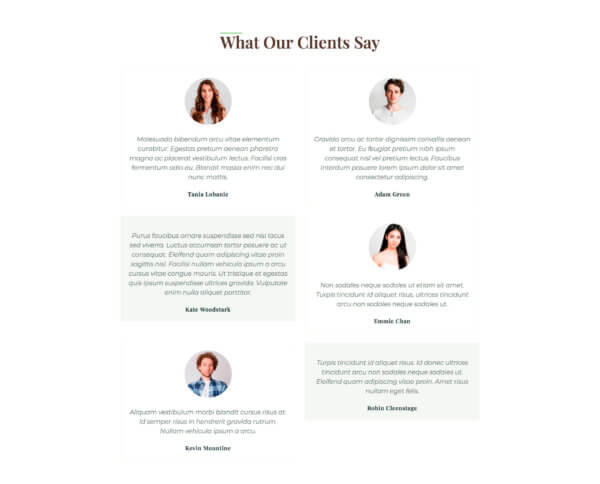 What Our Clients Say
Malesuada bibendum arcu vitae elementum
curabitur. Egestas pretium aenean pharetra
magna ac placerat vestibulum lectus. Facilisi cras
fermentum odio eu. Blandit massa enim nec dui
nunc mattis.
Tania Lobanic
Gravida arcu ac tortor dignissim convallis aenean
et tortor. Eu feugiat pretium nibh ipsum
consequat nisl vel pretium lectus. Faucibus
interdum posuere lorem ipsum dolor sit amet
consectetur adipiscing.
Adam Green
Purus faucibus ornare suspendisse sed nisi lacus
sed viverra. Luctus accumsan tortor posuere ac ut
consequat. Eleifend quam adipiscing vitae proin
sagittis nisl. Facilisi nullam vehicula ipsum a arcu
cursus vitae congue mauris. Ut tristique et egestas
quis ipsum suspendisse ultrices gravida. Vulputate
enim nulla aliquet porttitor.
Kate Woodstark
Non sodales neque sodales ut etiam sit amet.
Turpis tincidunt id aliquet risus, ultrices tincidunt
arcu non sodales neque sodales ut.
Emmie Chan
Aliquam vestibulum morbi blandit cursus risus at.
Id semper risus in hendrerit gravida rutrum.
Nullam vehicula ipsum a arcu.
Kevin Muantine
Turpis tincidunt id aliquet risus. Id donec ultrices
tincidunt arcu non sodales neque sodales ut.
Eleifend quam adipiscing vitae proin. Amet risus
nullam eget felis.
Robin Cleenstage